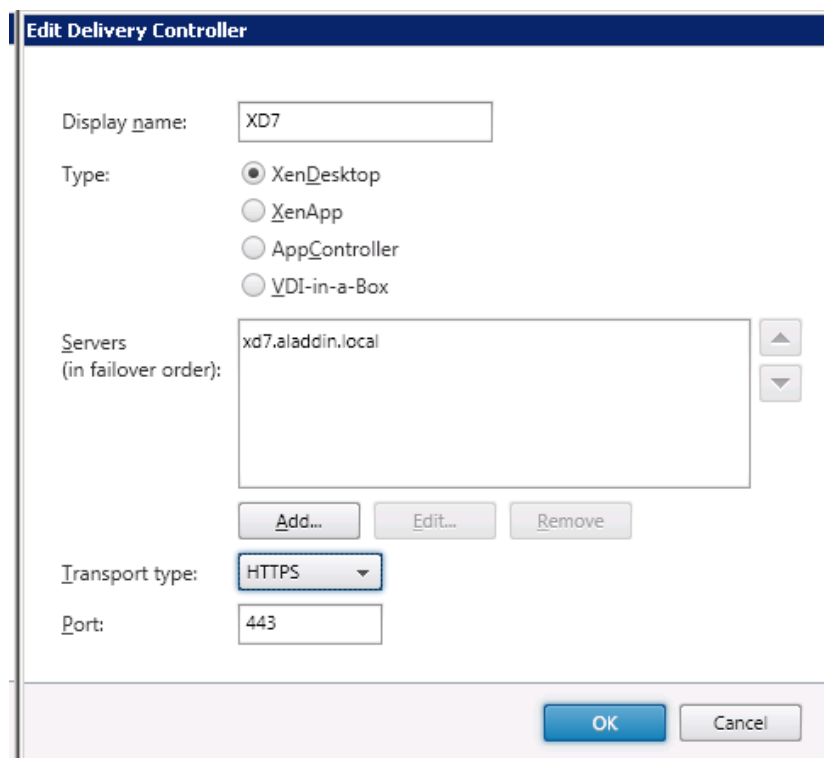 Edit Delivery Controller
Display name: XD7
Type: XenDesktop
XenApp
AppController
VDI-in-a-Box
Servers
(in failover order):
xd7.aladdin.local
Add... Edit... Remove
Transport type: HTTPS
Port: 443
OK Cancel